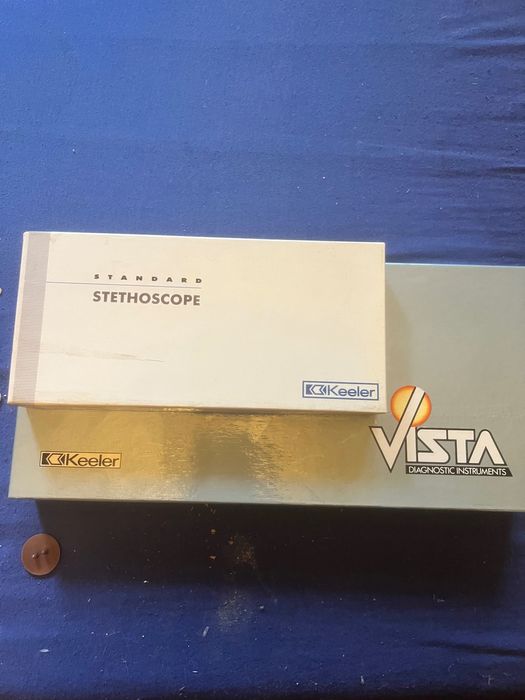 STANDARD
STETHOSCOPE
Keeler
Keeler
VISTA
DIAGNOSTIC INSTRUMENTS